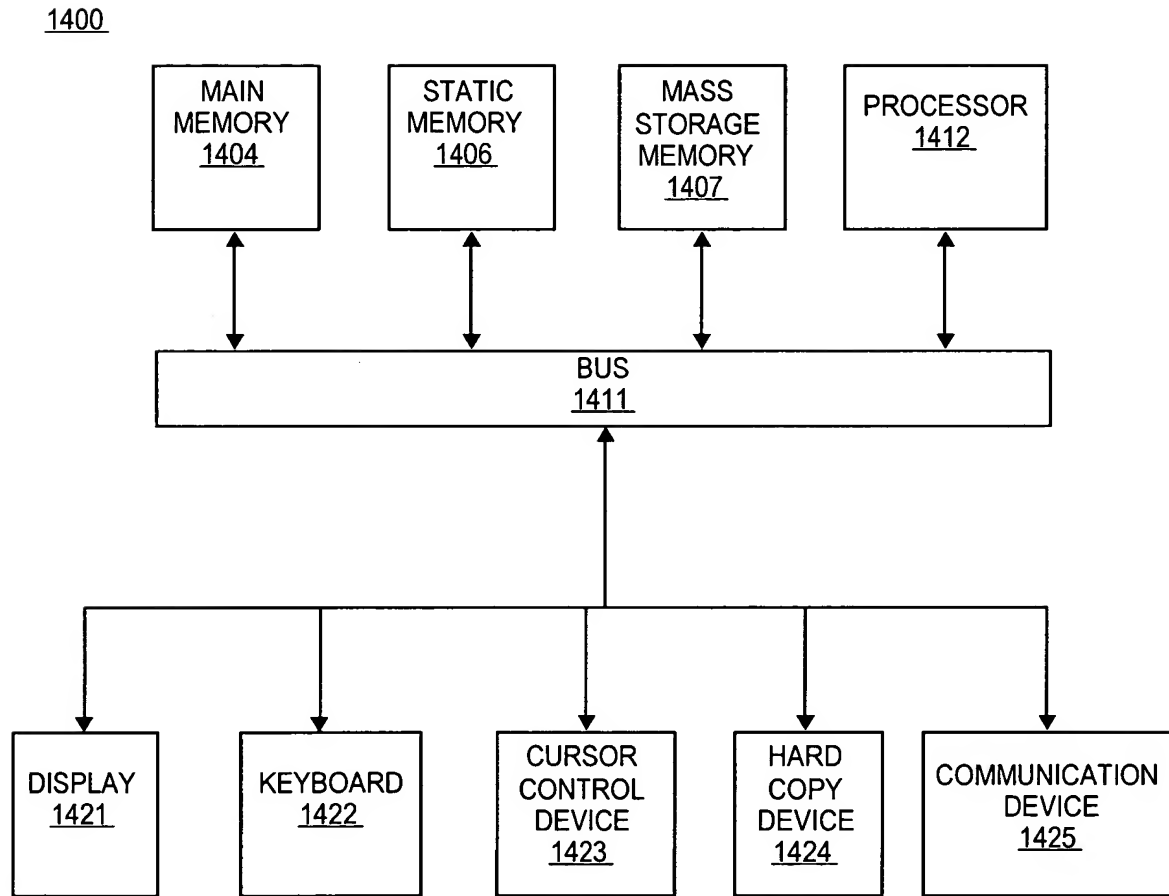 1400
MAIN
MEMORY
1404
STATIC
MEMORY
1406
MASS
STORAGE
MEMORY
1407
PROCESSOR
1412
BUS
1411
DISPLAY
1421
KEYBOARD
1422
CURSOR
CONTROL
DEVICE
1423
HARD
COPY
DEVICE
1424
COMMUNICATION
DEVICE
1425